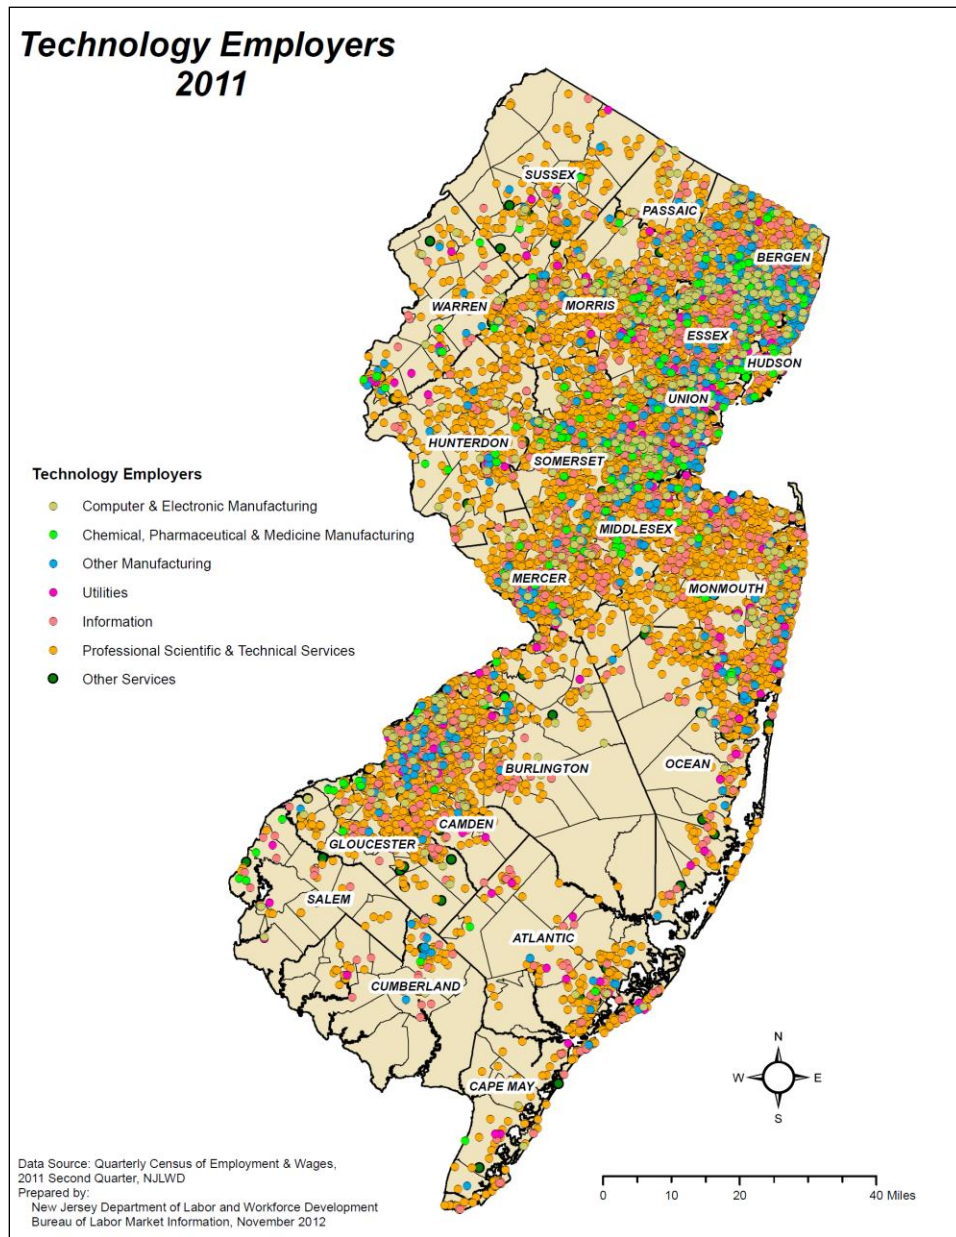 Technology Employers
2011
SUSSEX
PASSAIC
BERGEN
WARREN
MORRIS
ESSEX
HUDSON
UNION
HUNTERDON
SOMERSET
Technology Employers
Computer & Electronic Manufacturing
Chemical, Pharmaceutical & Medicine Manufacturing
Other Manufacturing
Utilities
Information
Professional Scientific & Technical Services
Other Services
MIDDLESEX
MERCER
MONMOUTH
OCEAN
BURLINGTON
CAMDEN
GLOUCESTER
SALEM
ATLANTIC
CUMBERLAND
CAPE MAY
N
W E
S
Data Source: Quarterly Census of Employment & Wages,
2011 Second Quarter, NJLWD
Prepared by:
New Jersey Department of Labor and Workforce Development
Bureau of Labor Market Information, November 2012
0 10 20 40 Miles